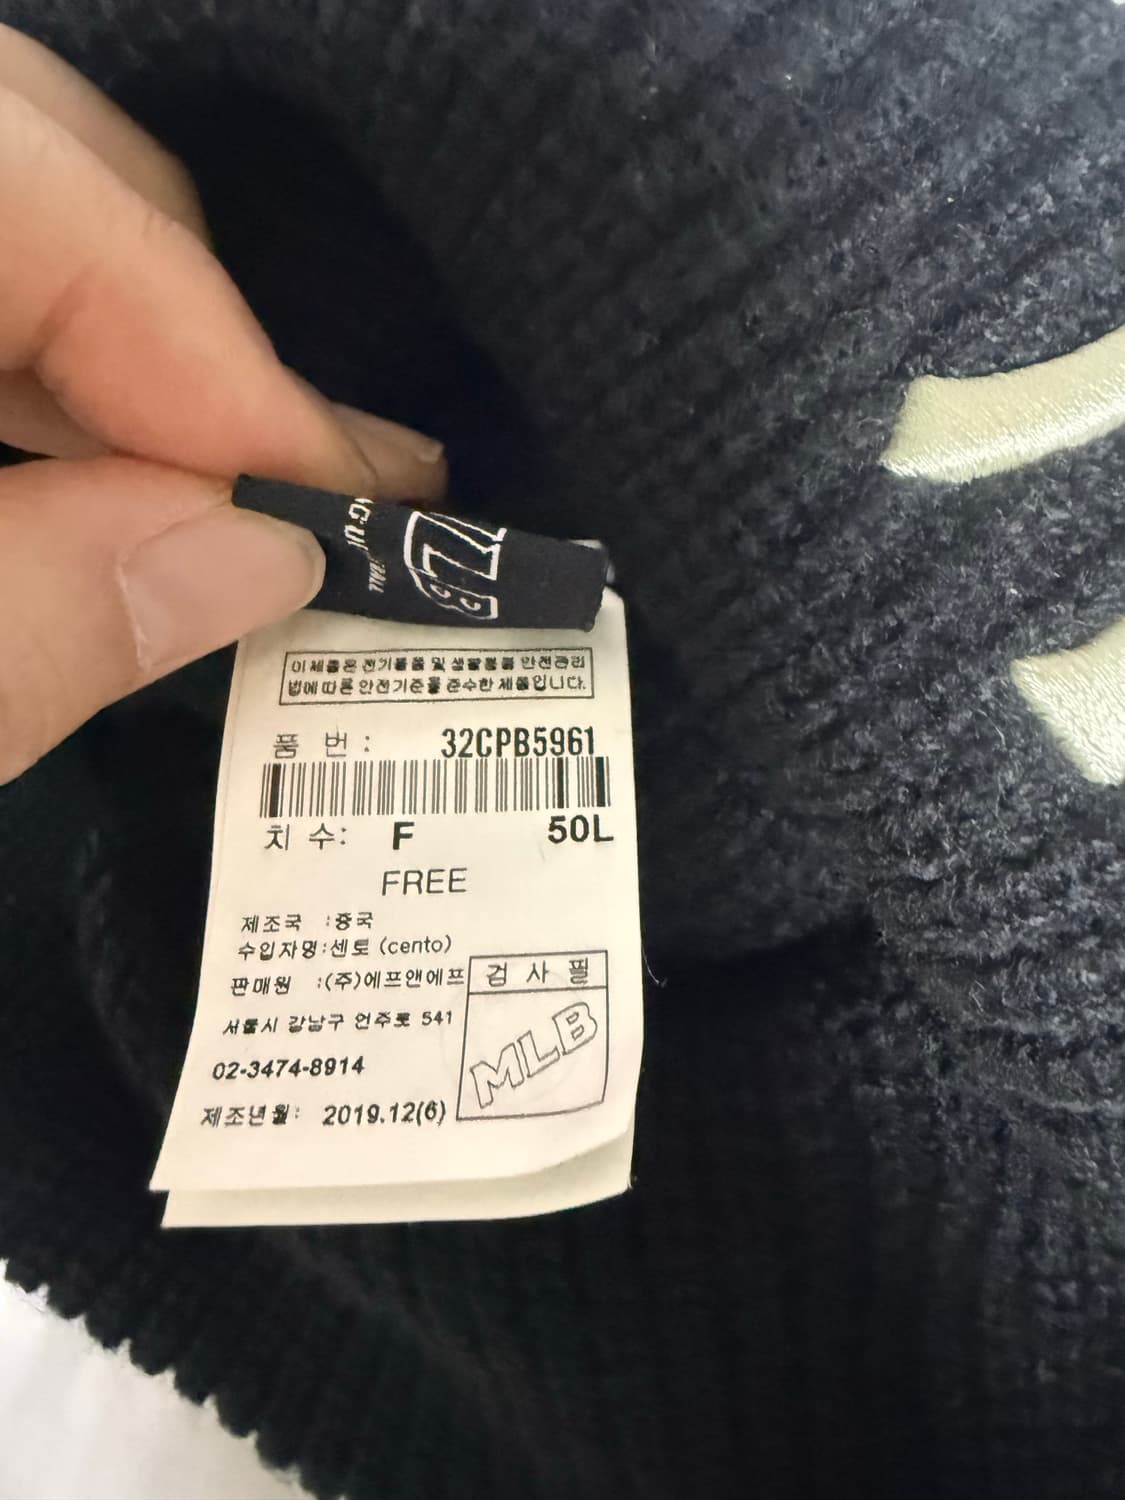 MLB
이 제품은 전기용품 및 생활용품 안전관리
법에 따른 안전기준을 준수한 제품입니다.
품 번 : 32CPB5961
치 수: F 50L
FREE
제조국 :중국
수입자명:센토 (cento)
판매원 :(주)에프앤에프
서울시 강남구 언주로 541
02-3474-8914
제조년월: 2019.12(6)
검 사 필
MLB